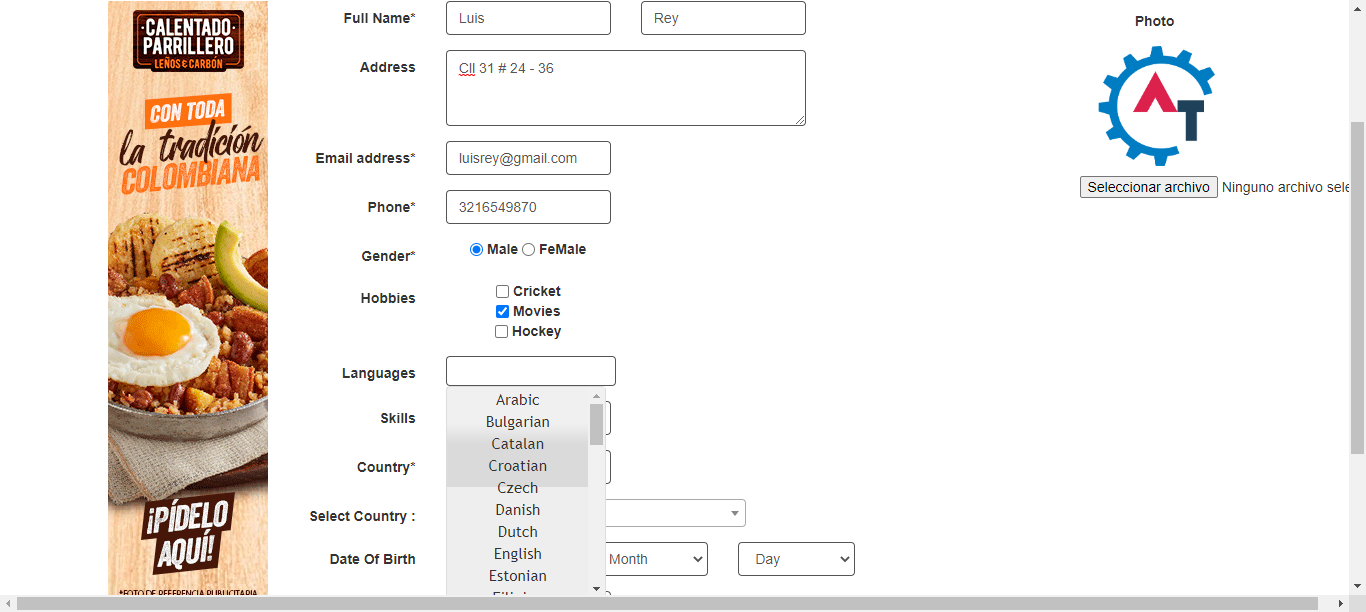 CALENTADO
PARRILLERO
LEÑOS & CARBÓN
CON TODA
la tradición
COLOMBIANA
¡PÍDELO
AQUÍ!
*FOTO DE REFERENCIA PUBLICITARIA
Full Name* Luis Rey
Address Cll 31 # 24 - 36
Email address* luisrey@gmail.com
Phone* 3216549870
Gender* Male FeMale
Hobbies Cricket
Movies
Hockey
Languages
Arabic
Bulgarian
Skills
Catalan
Croatian
Country*
Czech
Danish
Select Country :
Dutch
English
Date Of Birth Month Day
Estonian
Photo
AT
Seleccionar archivo Ninguno archivo sele